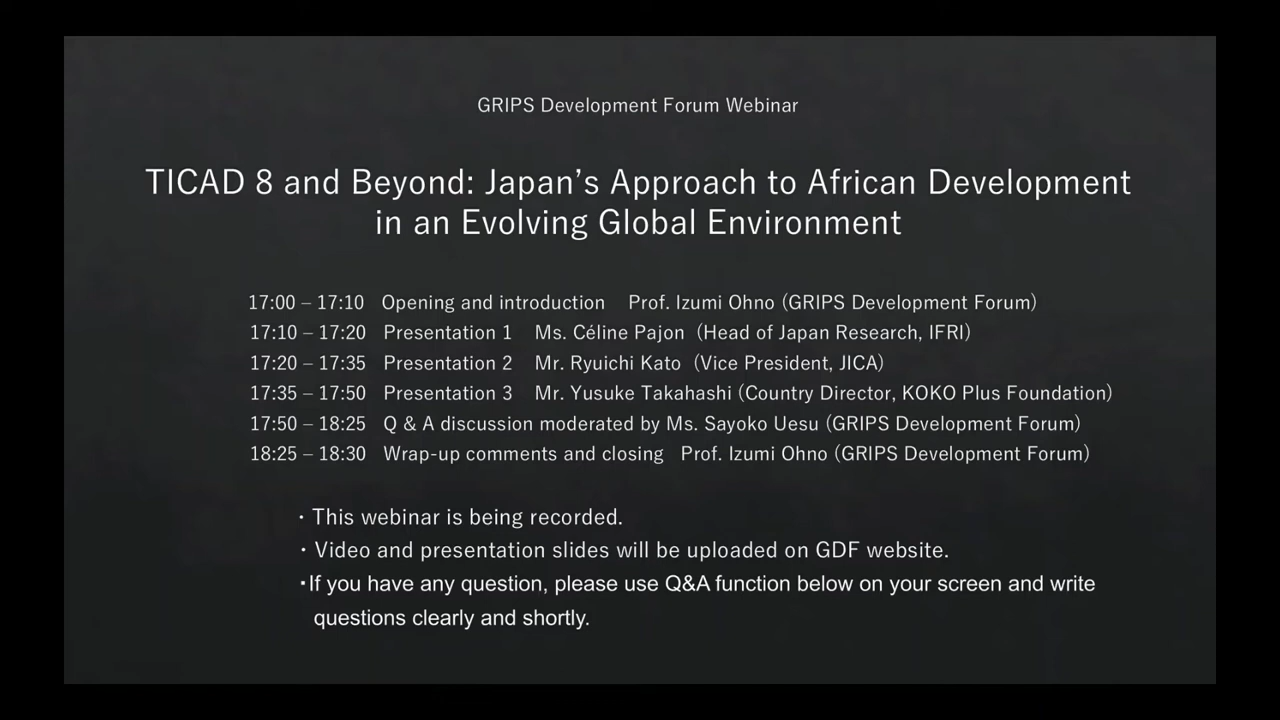 GRIPS Development Forum Webinar
TICAD 8 and Beyond: Japan's Approach to African Development
in an Evolving Global Environment
17:00 – 17:10 Opening and introduction Prof. Izumi Ohno (GRIPS Development Forum)
17:10 – 17:20 Presentation 1 Ms. Céline Pajon (Head of Japan Research, IFRI)
17:20 – 17:35 Presentation 2 Mr. Ryuichi Kato (Vice President, JICA)
17:35 – 17:50 Presentation 3 Mr. Yusuke Takahashi (Country Director, KOKO Plus Foundation)
17:50 – 18:25 Q & A discussion moderated by Ms. Sayoko Uesu (GRIPS Development Forum)
18:25 – 18:30 Wrap-up comments and closing Prof. Izumi Ohno (GRIPS Development Forum)
・This webinar is being recorded.
・Video and presentation slides will be uploaded on GDF website.
・If you have any question, please use Q&A function below on your screen and write
questions clearly and shortly.